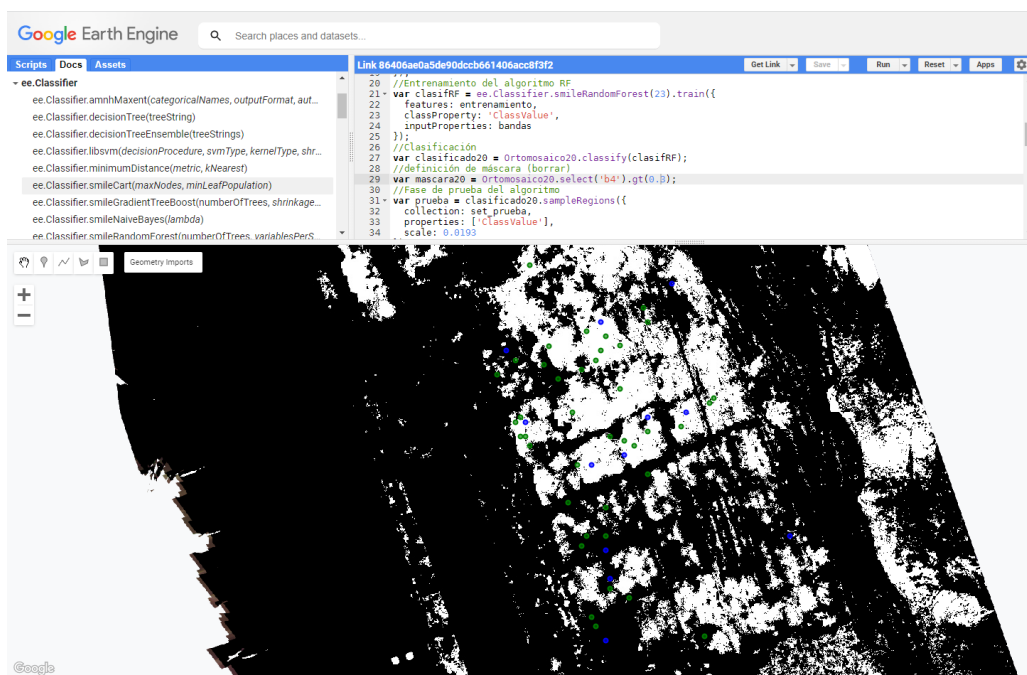 Google Earth Engine
Search places and datasets...
Scripts Docs Assets
Link 86406ae0a5de90dccb661406acc8f3f2
Get Link Save Run Reset Apps
ee.Classifier
ee.Classifier.amnhMaxent(categoricalNames, outputFormat, aut...
ee.Classifier.decisionTree(treeString)
ee.Classifier.decisionTreeEnsemble(treeStrings)
ee.Classifier.libsvm(decisionProcedure, svmType, kernelType, shr...
ee.Classifier.minimumDistance(metric, kNearest)
ee.Classifier.smileCart(maxNodes, minLeafPopulation)
ee.Classifier.smileGradientTreeBoost(numberOfTrees, shrinkage...
ee.Classifier.smileNaiveBayes(lambda)
ee.Classifier.smileRandomForest(numberOfTrees, variablesPerS...
20 //Entrenamiento del algoritmo RF
21 var clasifRF = ee.Classifier.smileRandomForest(23).train({
22 features: entrenamiento,
23 classProperty: 'ClassValue',
24 inputProperties: bandas
25 });
26 //Clasificación
27 var clasificado20 = Ortomosaico20.classify(clasifRF);
28 //definición de máscara (borrar)
29 var mascara20 = Ortomosaico20.select('b4').gt(0.3);
30 //Fase de prueba del algoritmo
31 var prueba = clasificado20.sampleRegions({
32 collection: set_prueba,
33 properties: ['ClassValue'],
34 scale: 0.0193
Geometry Imports
Google